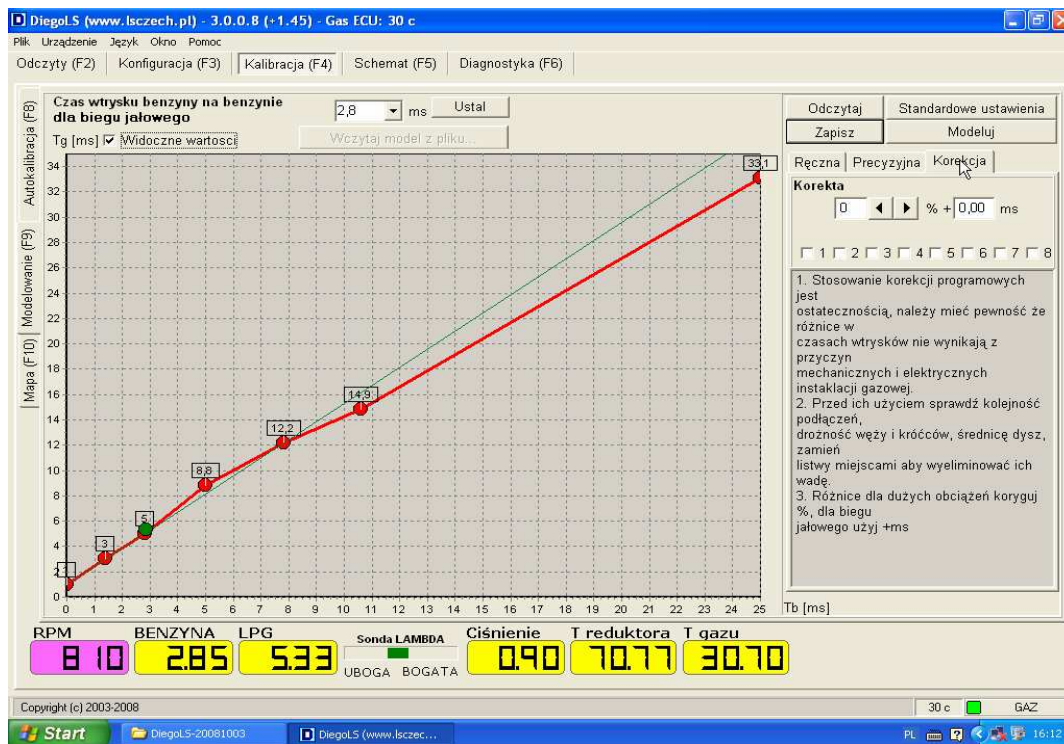 DiegoLS (www.lsczech.pl) - 3.0.0.8 (+1.45) - Gas ECU: 30 c
Plik Urządzenie Język Okno Pomoc
Odczyty (F2) Konfiguracja (F3) Kalibracja (F4) Schemat (F5) Diagnostyka (F6)
Autokalibracja (F8)
Modelowanie (F9)
Mapa (F10)
Czas wtrysku benzyny na benzynie
dla biegu jałowego
2,8 ms Ustal
Tg [ms] Widoczne wartosci
Wczytaj model z pliku...
34
32
30
28
26
24
22
20
18
16
14
12
10
8
6
4
2
0
3
5
8,8
12,2
14,9
33,1
0 1 2 3 4 5 6 7 8 9 10 11 12 13 14 15 16 17 18 19 20 21 22 23 24 25
Tb [ms]
Odczytaj Standardowe ustawienia
Zapisz Modeluj
Ręczna Precyzyjna Korekcja
Korekta
0 % + 0,00 ms
1 2 3 4 5 6 7 8
1. Stosowanie korekcji programowych
jest
ostatecznością, należy mieć pewność że
różnice w
czasach wtrysków nie wynikają z
przyczyn
mechanicznych i elektrycznych
instaklacji gazowej.
2. Przed ich użyciem sprawdź kolejność
podłączeń,
drożność węży i króćców, średnicę dysz,
zamień
listwy miejscami aby wyeliminować ich
wadę.
3. Różnice dla dużych obciążeń koryguj
%, dla biegu
jałowego użyj +ms
RPM BENZYNA LPG Sonda LAMBDA Ciśnienie T reduktora T gazu
810 2.85 5.33 0.90 70.77 30.70
UBOGA BOGATA
Copyright (c) 2003-2008 30 c GAZ
Start DiegoLS-20081003 DiegoLS (www.lsczec... PL 16:12